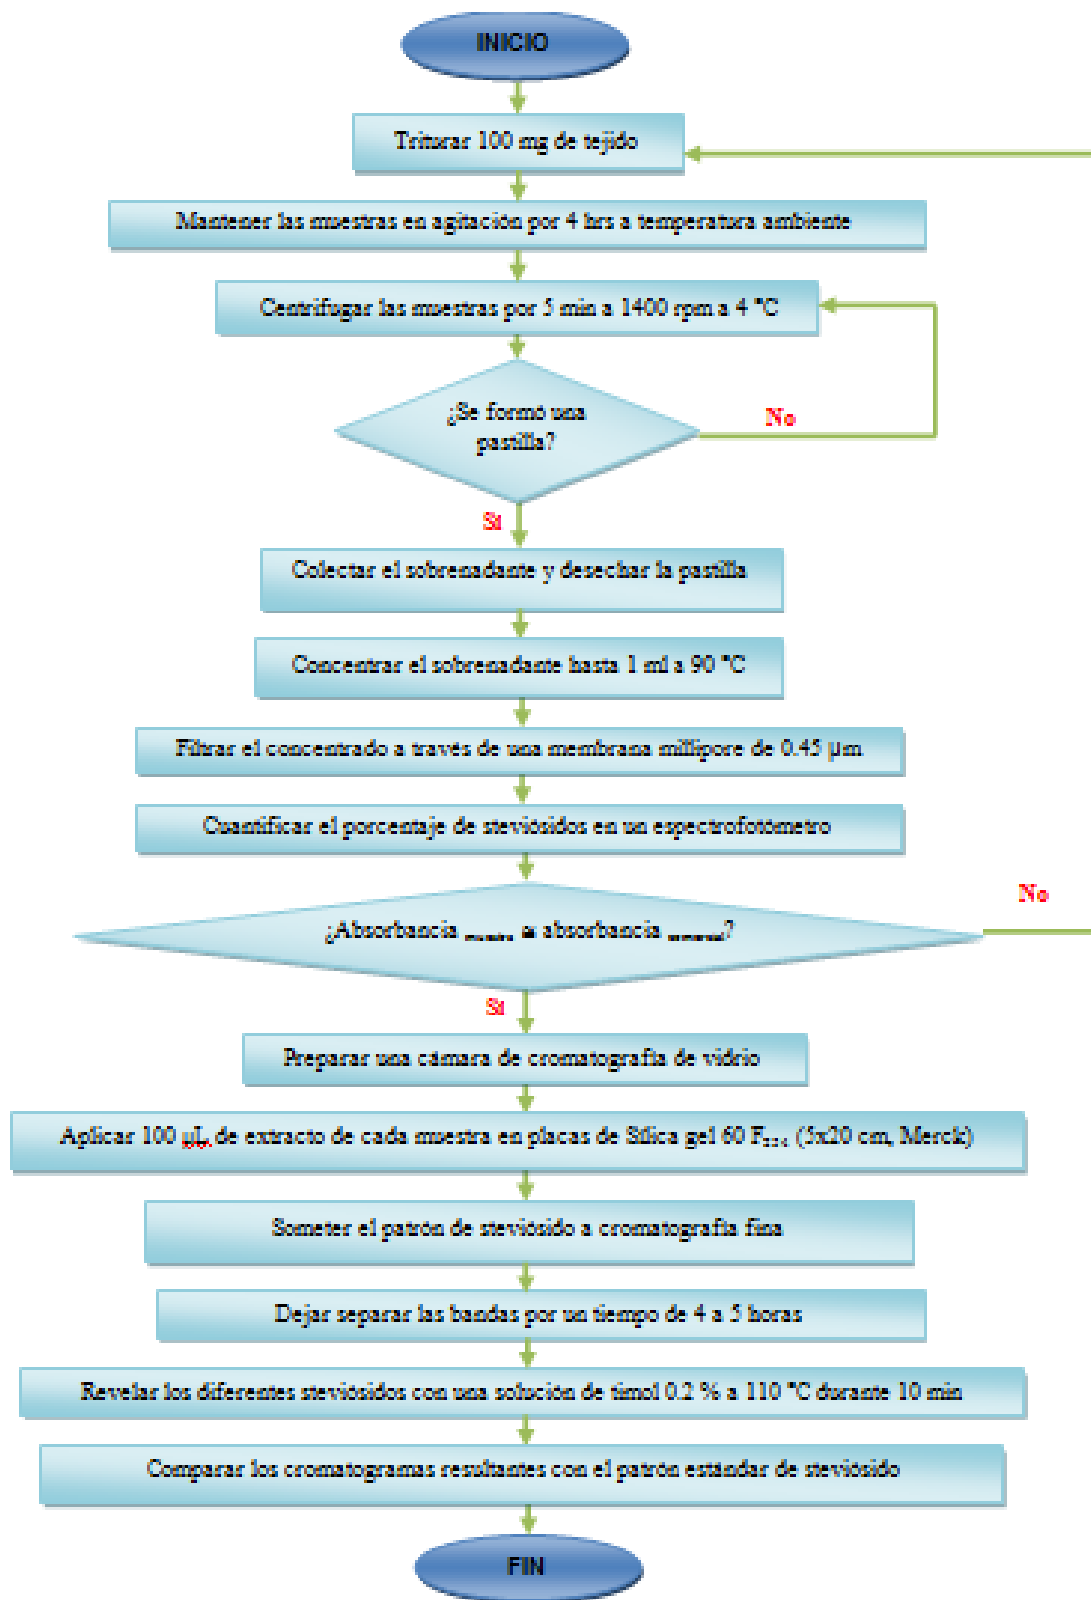 INICIO
Triturar 100 mg de tejido
Mantener las muestras en agitación por 4 hrs a temperatura ambiente
Centrifugar las muestras por 5 min a 1400 rpm a 4 °C
¿Se formó una
pastilla?
No
Si
Colectar el sobrenadante y desechar la pastilla
Concentrar el sobrenadante hasta 1 ml a 90 °C
Filtrar el concentrado a través de una membrana millipore de 0.45 µm
Cuantificar el porcentaje de steviósidos en un espectrofotómetro
No
¿Absorbancia absorbancia ?
Si
Preparar una cámara de cromatografía de vidrio
Aplicar 100 µL, de extracto de cada muestra en placas de Silica gel 60 (5x20 cm, Merck)
Someter el patrón de steviósido a cromatografía fina
Dejar separar las bandas por un tiempo de 4 a 5 horas
Revelar los diferentes steviósidos con una solución de timol 0.2 % a 110 °C durante 10 min
Comparar los cromatogramas resultantes con el patrón estándar de steviósido
FIN